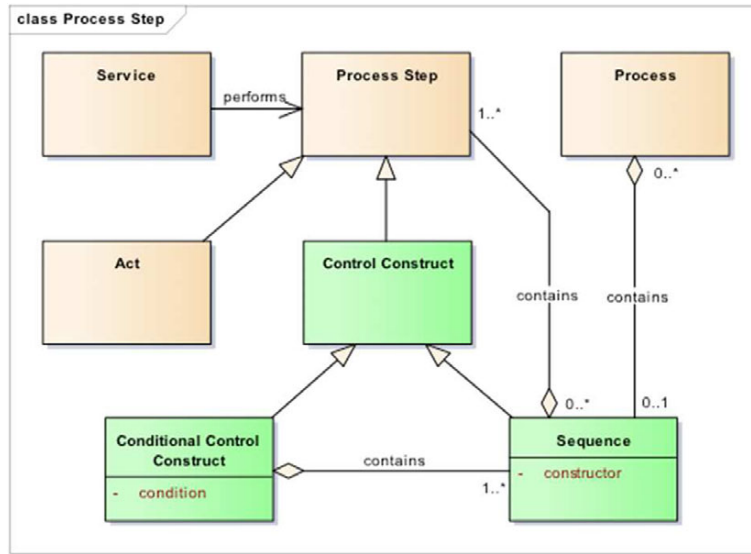 class Process Step
Service
Process Step
Process
performs
1..*
0..*
Act
Control Construct
contains
contains
0..*
0..1
Conditional Control
Construct
- condition
contains
1..*
Sequence
- constructor